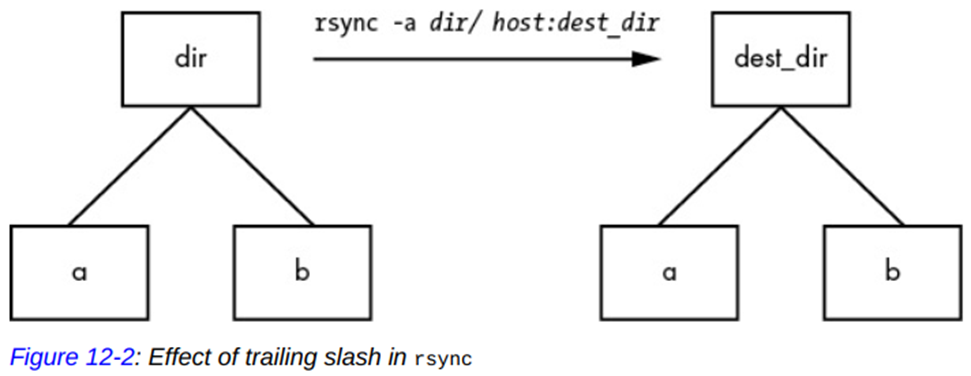 rsync -a dir/ host:dest_dir
dir
dest_dir
a
b
a
b
Figure 12-2: Effect of trailing slash in rsync